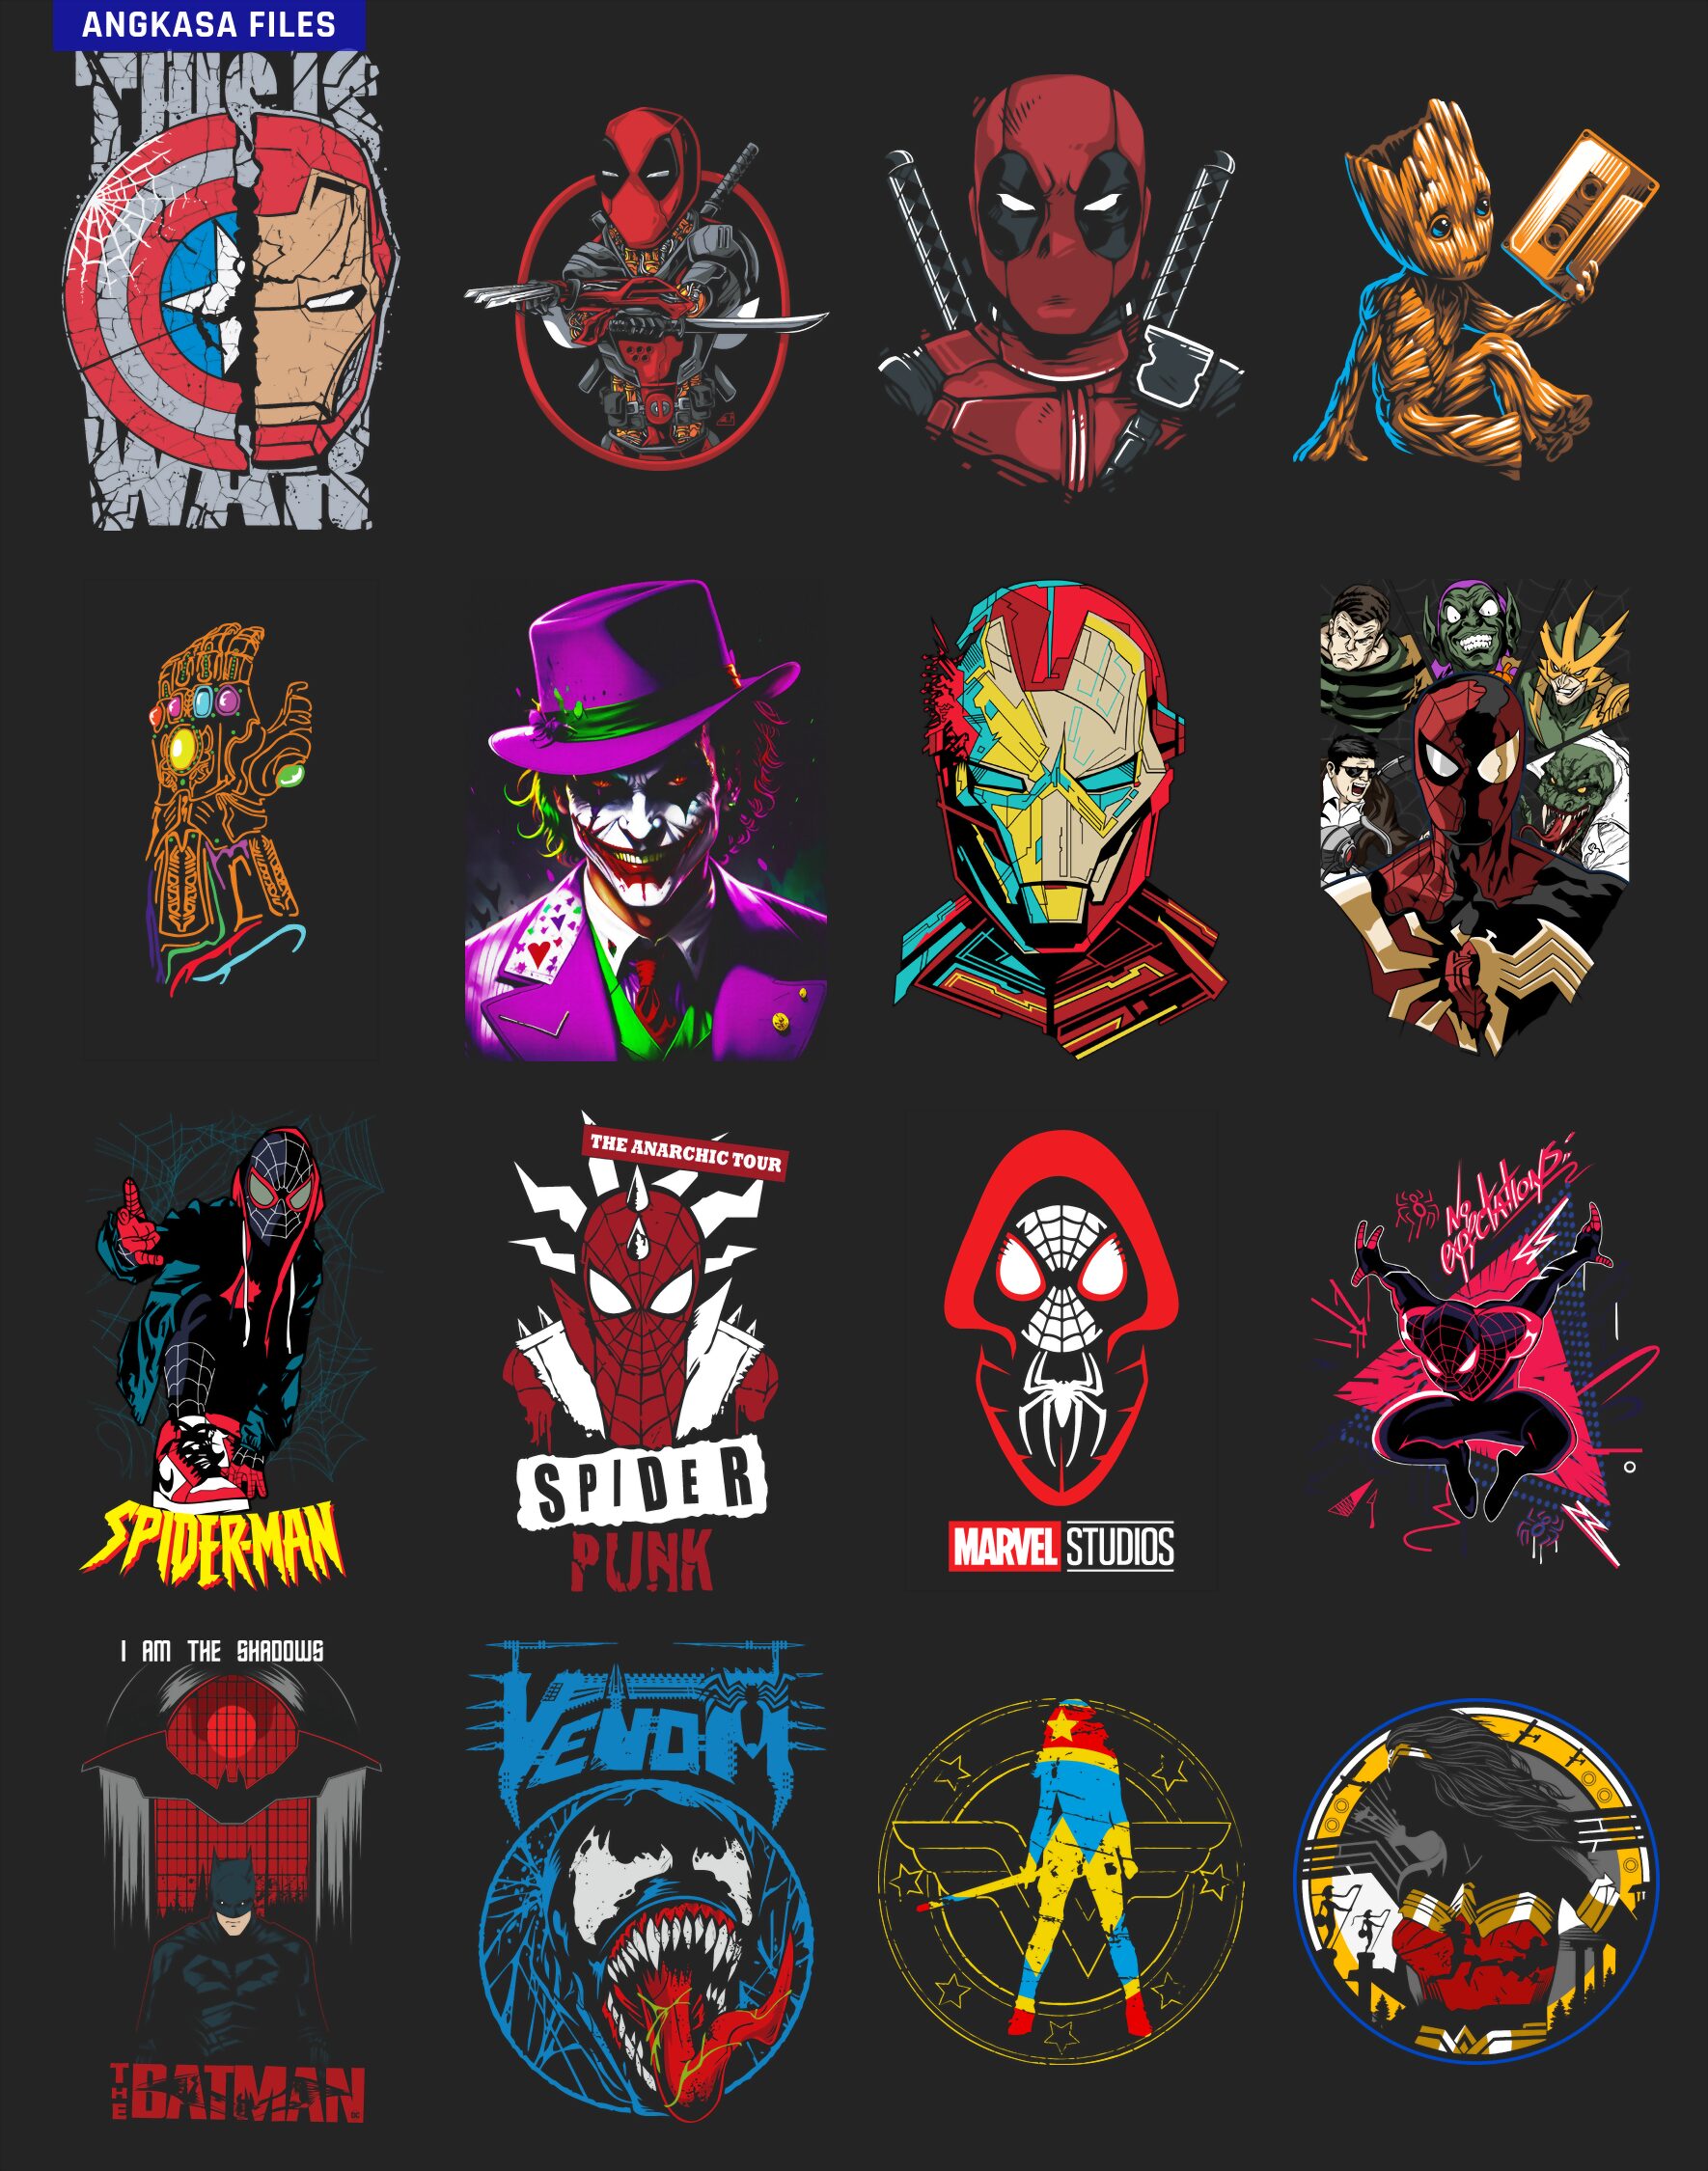 ANGKASA FILES
THIS IS
WAR
THE ANARCHIC TOUR
No
expectations..
SPIDER-MAN
SPIDER
PUNK
MARVEL STUDIOS
I AM THE SHADOWS
VENOM
THE BATMAN
DC